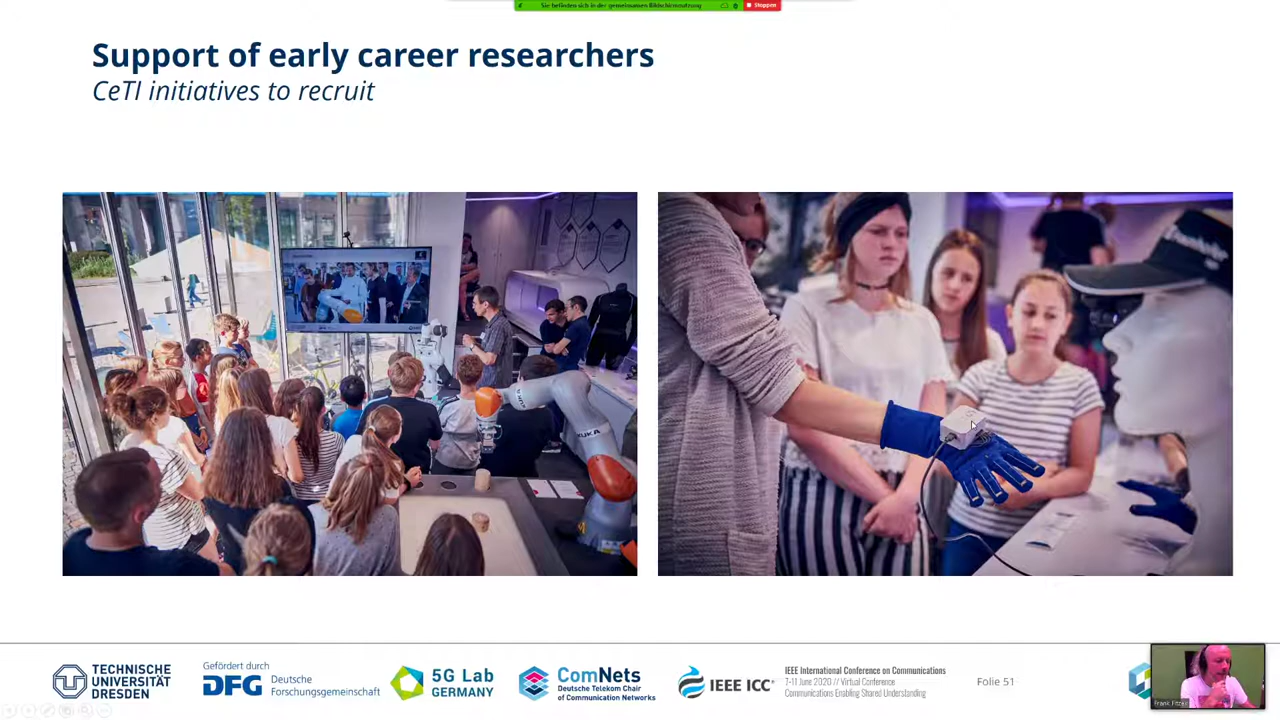 Sie befinden sich in der gemeinsamen Bildschirmnutzung
Stoppen
Support of early career researchers
CeTI initiatives to recruit
KUKA
TECHNISCHE
UNIVERSITÄT
DRESDEN
Gefördert durch
DFG
Deutsche
Forschungsgemeinschaft
5G Lab
GERMANY
ComNets
Deutsche Telekom Chair
of Communication Networks
IEEE ICC
IEEE International Conference on Communications
7-11 June 2020 // Virtual Conference
Communications Enabling Shared Understanding
Folie 51